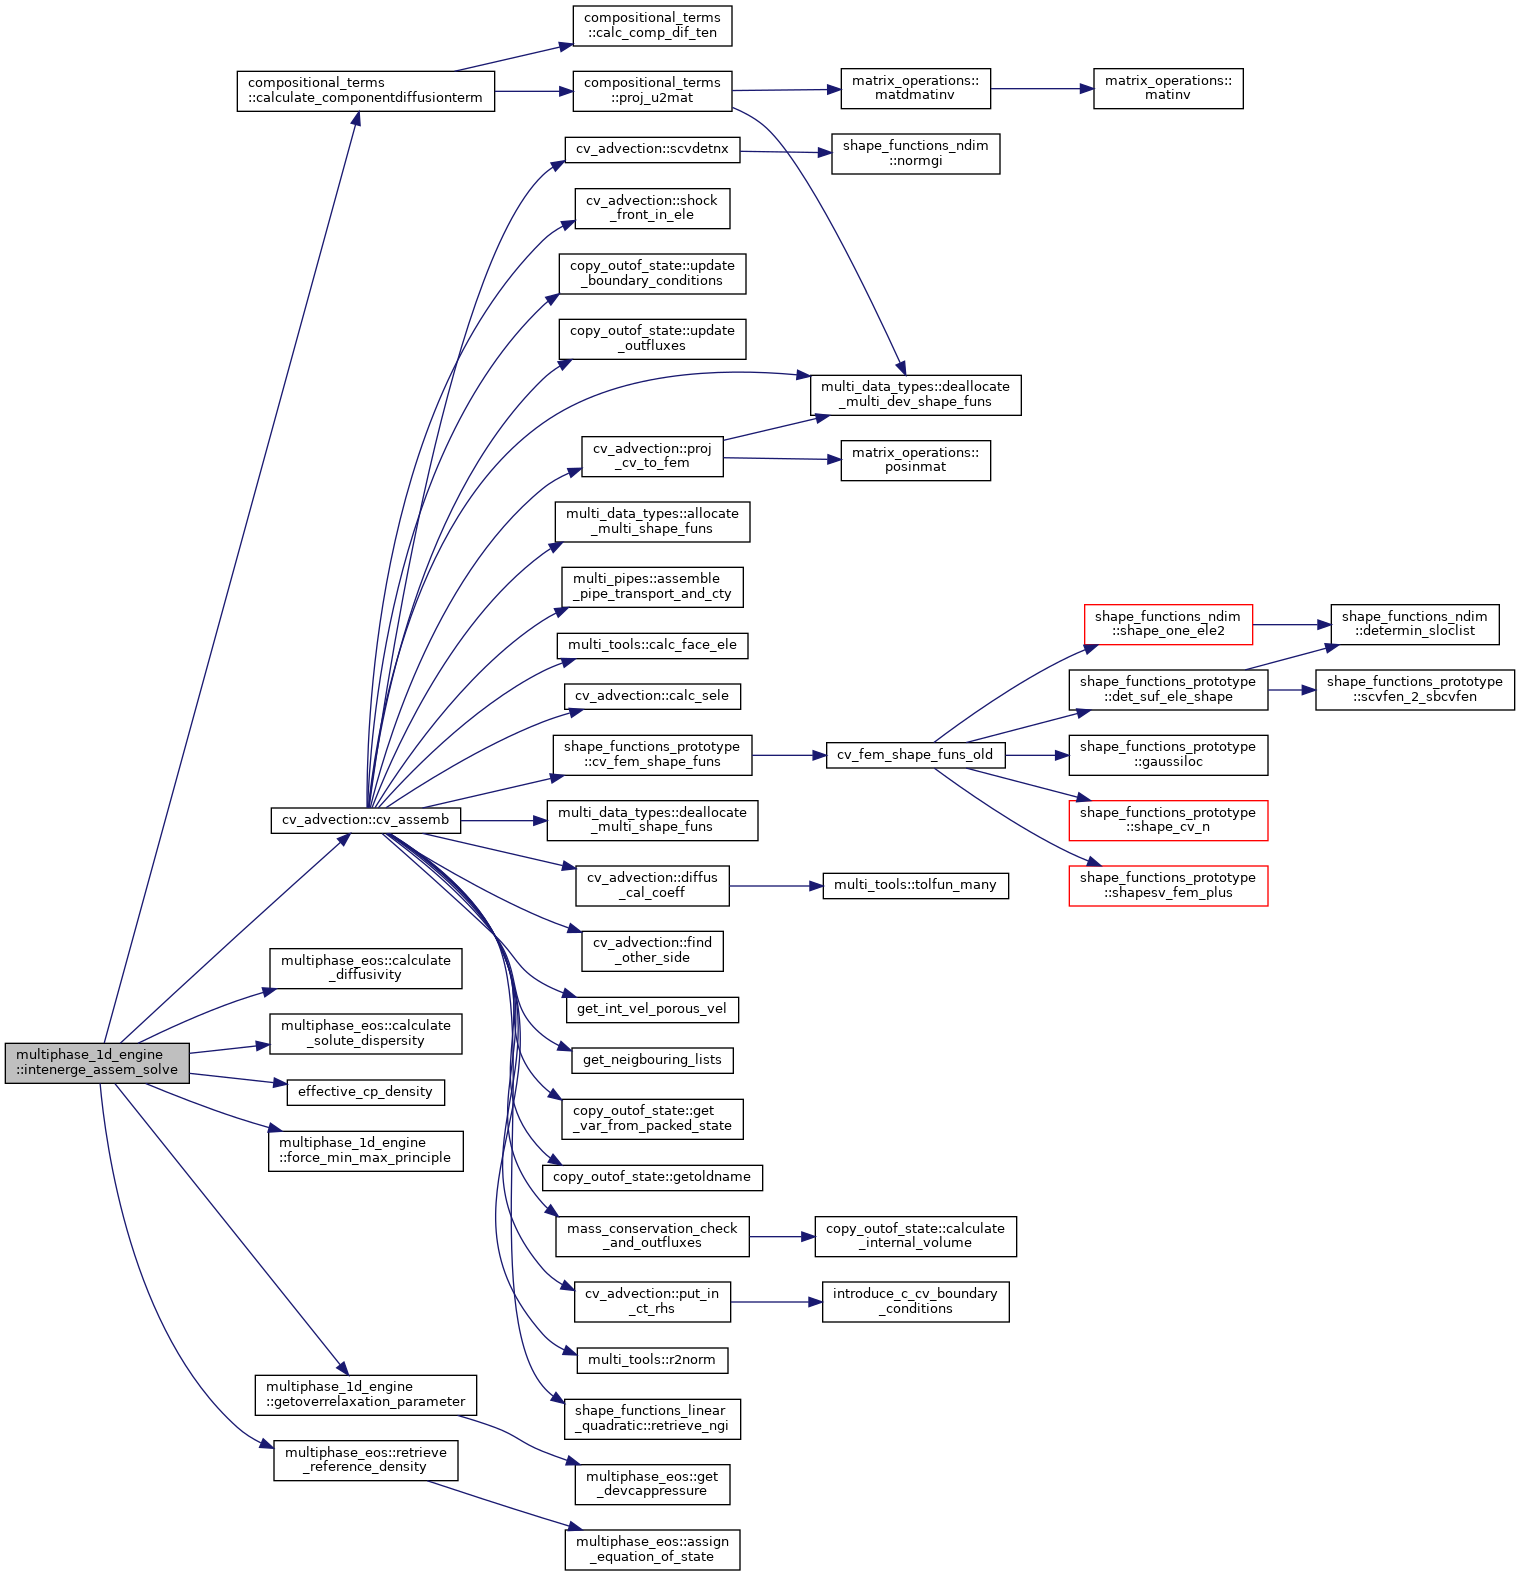 compositional_terms
::calc_comp_dif_ten
compositional_terms
::calculate_componentdiffusionterm
compositional_terms
::proj_u2mat
matrix_operations::
matdmatinv
matrix_operations::
matinv
cv_advection::scvdetnx
shape_functions_ndim
::normgi
cv_advection::shock
_front_in_ele
copy_outof_state::update
_boundary_conditions
copy_outof_state::update
_outfluxes
multi_data_types::deallocate
_multi_dev_shape_funs
cv_advection::proj
_cv_to_fem
matrix_operations::
posinmat
multi_data_types::allocate
_multi_shape_funs
multi_pipes::assemble
_pipe_transport_and_cty
multi_tools::calc_face_ele
shape_functions_ndim
::shape_one_ele2
shape_functions_ndim
::determin_sloclist
cv_advection::calc_sele
shape_functions_prototype
::det_suf_ele_shape
shape_functions_prototype
::scvfen_2_sbcvfen
shape_functions_prototype
::cv_fem_shape_funs
cv_fem_shape_funs_old
shape_functions_prototype
::gaussiloc
cv_advection::cv_assemb
multi_data_types::deallocate
_multi_shape_funs
shape_functions_prototype
::shape_cv_n
cv_advection::diffus
_cal_coeff
multi_tools::tolfun_many
shape_functions_prototype
::shapesv_fem_plus
cv_advection::find
_other_side
multiphase_eos::calculate
_diffusivity
get_int_vel_porous_vel
multiphase_eos::calculate
_solute_dispersity
multiphase_1d_engine
::intenerge_assem_solve
get_neigbouring_lists
effective_cp_density
copy_outof_state::get
_var_from_packed_state
multiphase_1d_engine
::force_min_max_principle
copy_outof_state::getoldname
mass_conservation_check
_and_outfluxes
copy_outof_state::calculate
_internal_volume
cv_advection::put_in
_ct_rhs
introduce_c_cv_boundary
_conditions
multi_tools::r2norm
multiphase_1d_engine
::getoverrelaxation_parameter
shape_functions_linear
_quadratic::retrieve_ngi
multiphase_eos::retrieve
_reference_density
multiphase_eos::get
_devcappressure
multiphase_eos::assign
_equation_of_state